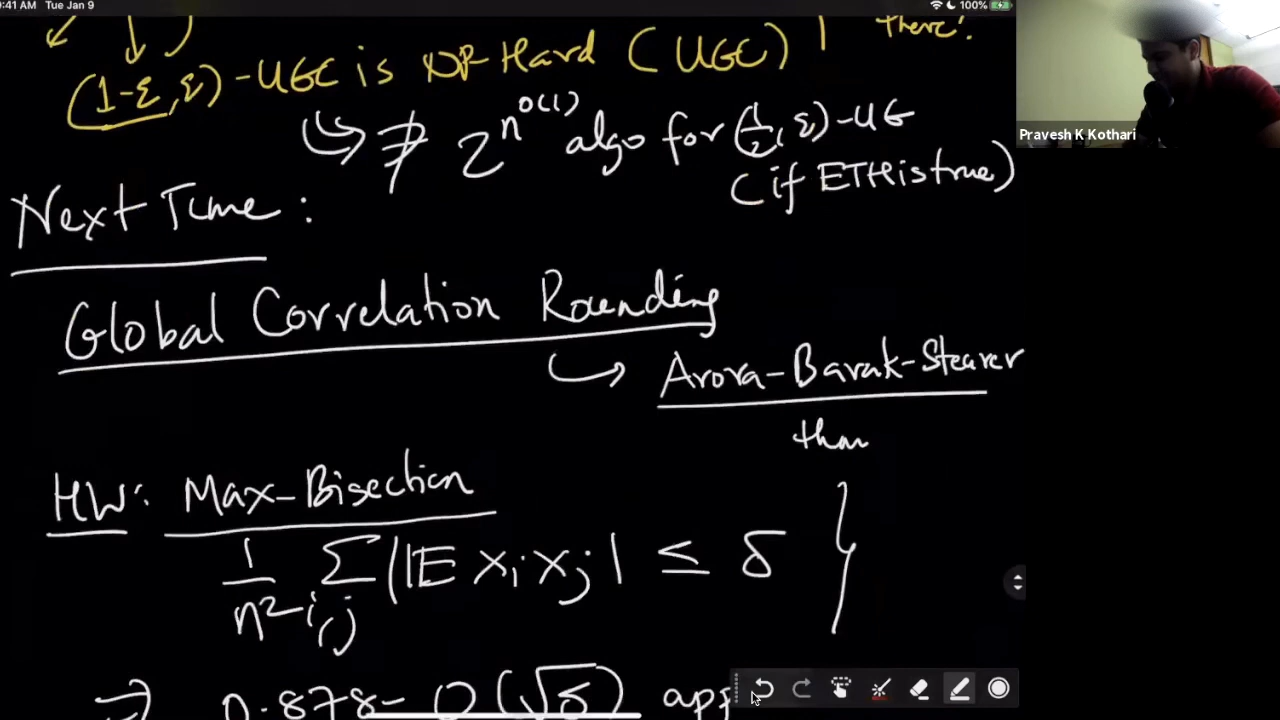 :41 AM Tue Jan 9
100%
there!
(1-ε, ε) - UGC is NP-Hard (UGC)
↳ ∄ 2^{n^{o(1)}} algo for (1/2, ε) - UG
(if ETH is true)
Pravesh K Kothari
Next Time :
Global Correlation Rounding
↳ Arora-Barak-Steurer
thm
HW: Max-Bisection
1/n² Σ_{i,j} |𝔼 x_i x_j| ≤ δ }
⇒ 0.878 - O(√δ) app